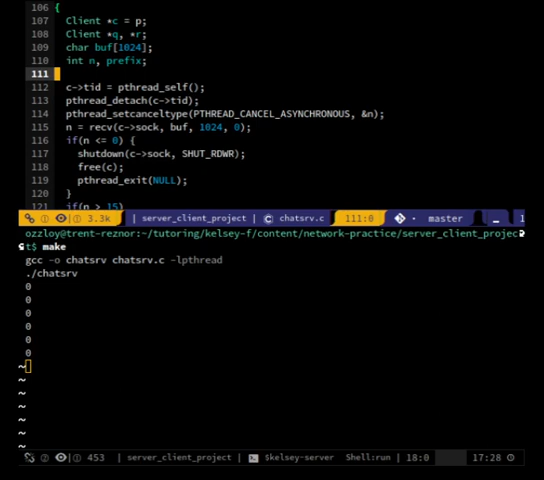 106 {
107 Client *c = p;
108 Client *q, *r;
109 char buf[1024];
110 int n, prefix;
111
112 c->tid = pthread_self();
113 pthread_detach(c->tid);
114 pthread_setcanceltype(PTHREAD_CANCEL_ASYNCHRONOUS, &n);
115 n = recv(c->sock, buf, 1024, 0);
116 if(n <= 0) {
117 shutdown(c->sock, SHUT_RDWR);
118 free(c);
119 pthread_exit(NULL);
120 }
121 if(n > 15)
3.3k | server_client_project | chatsrv.c 111:0 master 1
ozzloy@trent-reznor:~/tutoring/kelsey-f/content/network-practice/server_client_projec
t$ make
gcc -o chatsrv chatsrv.c -lpthread
./chatsrv
0
0
0
0
0
0
~
~
~
~
~
~
~
453 | server_client_project | $kelsey-server Shell:run | 18:0 17:28